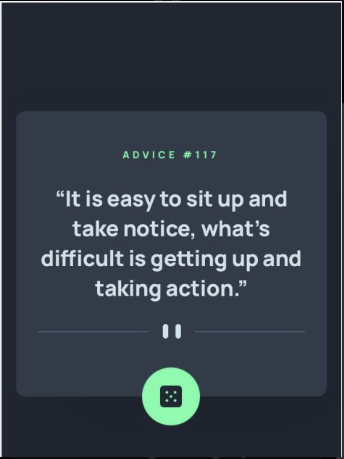 ADVICE #117
“It is easy to sit up and
take notice, what’s
difficult is getting up and
taking action.”